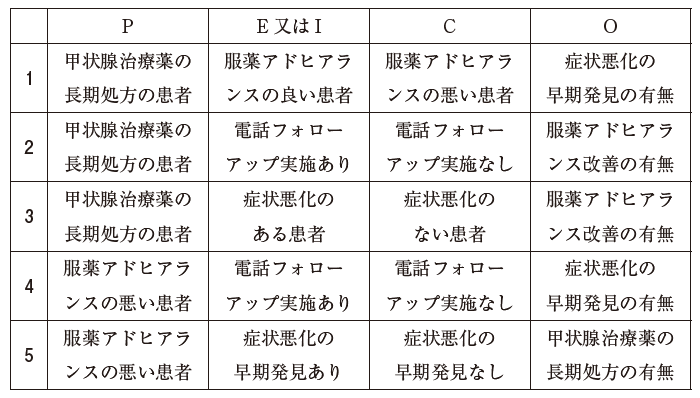 P E又はI C O
1 甲状腺治療薬の 服薬アドヒアラ 服薬アドヒアラ 症状悪化の
長期処方の患者 ンスの良い患者 ンスの悪い患者 早期発見の有無
2 甲状腺治療薬の 電話フォロー 電話フォロー 服薬アドヒアラ
長期処方の患者 アップ実施あり アップ実施なし ンス改善の有無
3 甲状腺治療薬の 症状悪化の 症状悪化の 服薬アドヒアラ
長期処方の患者 ある患者 ない患者 ンス改善の有無
4 服薬アドヒアラ 電話フォロー 電話フォロー 症状悪化の
ンスの悪い患者 アップ実施あり アップ実施なし 早期発見の有無
5 服薬アドヒアラ 症状悪化の 症状悪化の 甲状腺治療薬の
ンスの悪い患者 早期発見あり 早期発見なし 長期処方の有無